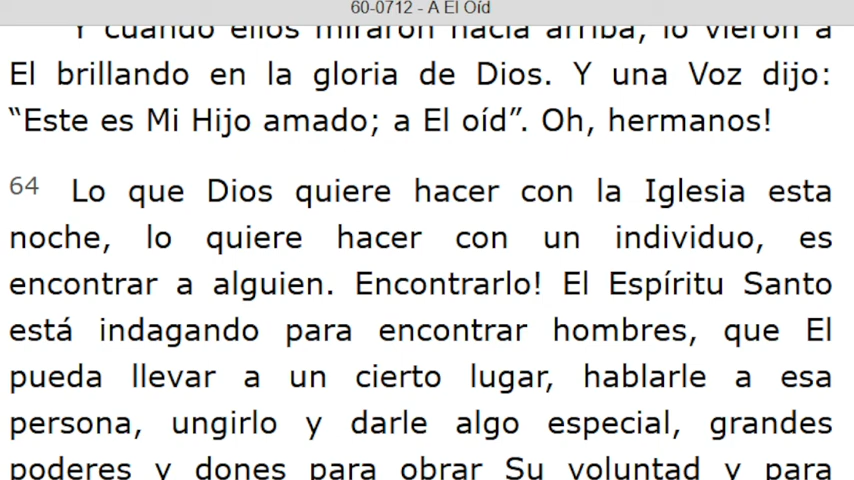 60-0712 - A El Oíd
Y cuando ellos miraron hacia arriba, lo vieron a
El brillando en la gloria de Dios. Y una Voz dijo:
“Este es Mi Hijo amado; a El oíd”. Oh, hermanos!
64 Lo que Dios quiere hacer con la Iglesia esta
noche, lo quiere hacer con un individuo, es
encontrar a alguien. Encontrarlo! El Espíritu Santo
está indagando para encontrar hombres, que El
pueda llevar a un cierto lugar, hablarle a esa
persona, ungirlo y darle algo especial, grandes
poderes y dones para obrar Su voluntad y para